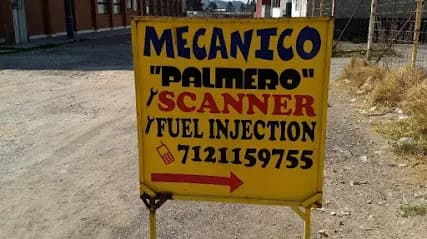 MECANICO
"PALMERO"
SCANNER
FUEL INJECTION
7121159755